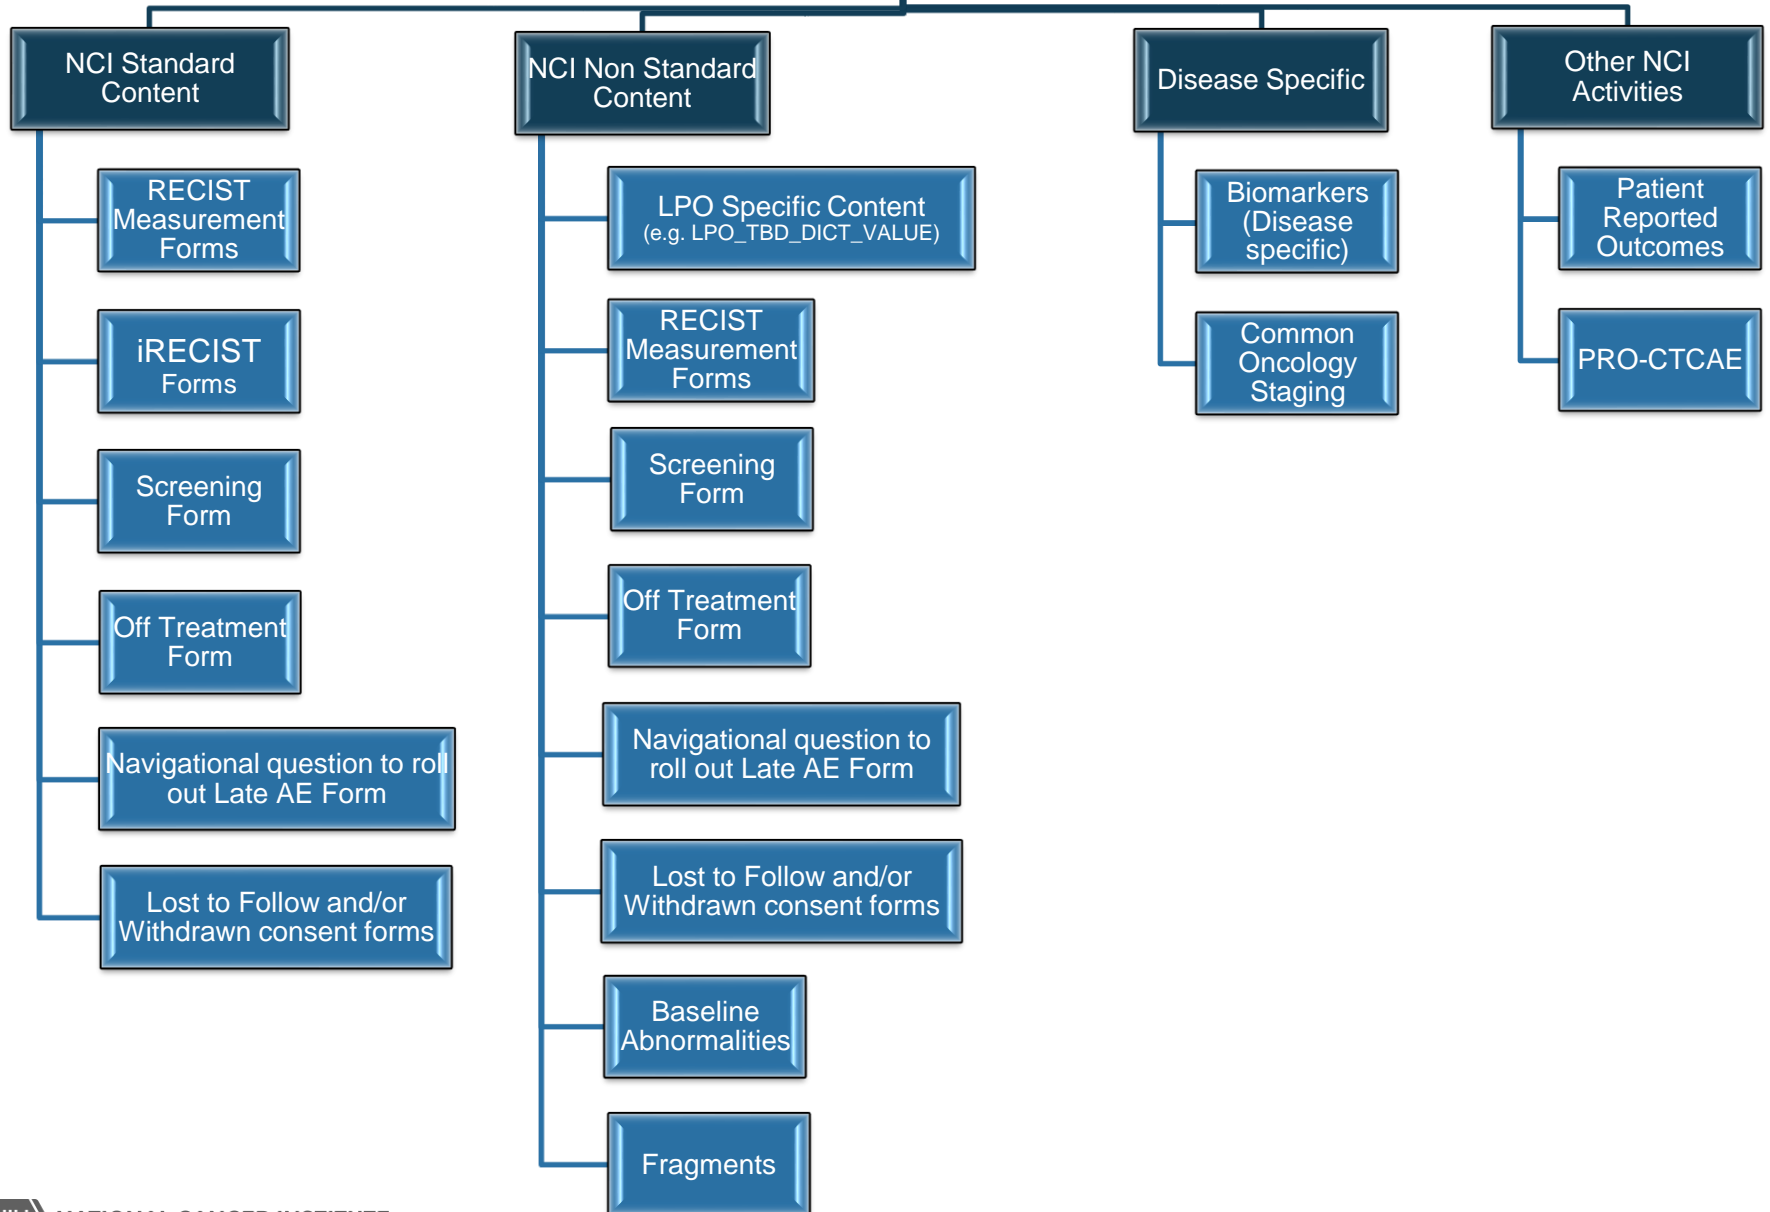 NCI Standard
Content
RECIST
Measurement
Forms
iRECIST
Forms
Screening
Form
Off Treatment
Form
Navigational question to roll
out Late AE Form
Lost to Follow and/or
Withdrawn consent forms
NCI Non Standard
Content
LPO Specific Content
(e.g. LPO_TBD_DICT_VALUE)
RECIST
Measurement
Forms
Screening
Form
Off Treatment
Form
Navigational question to
roll out Late AE Form
Lost to Follow and/or
Withdrawn consent forms
Baseline
Abnormalities
Fragments
Disease Specific
Biomarkers
(Disease
specific)
Common
Oncology
Staging
Other NCI
Activities
Patient
Reported
Outcomes
PRO-CTCAE
NATIONAL CANCER INSTITUTE